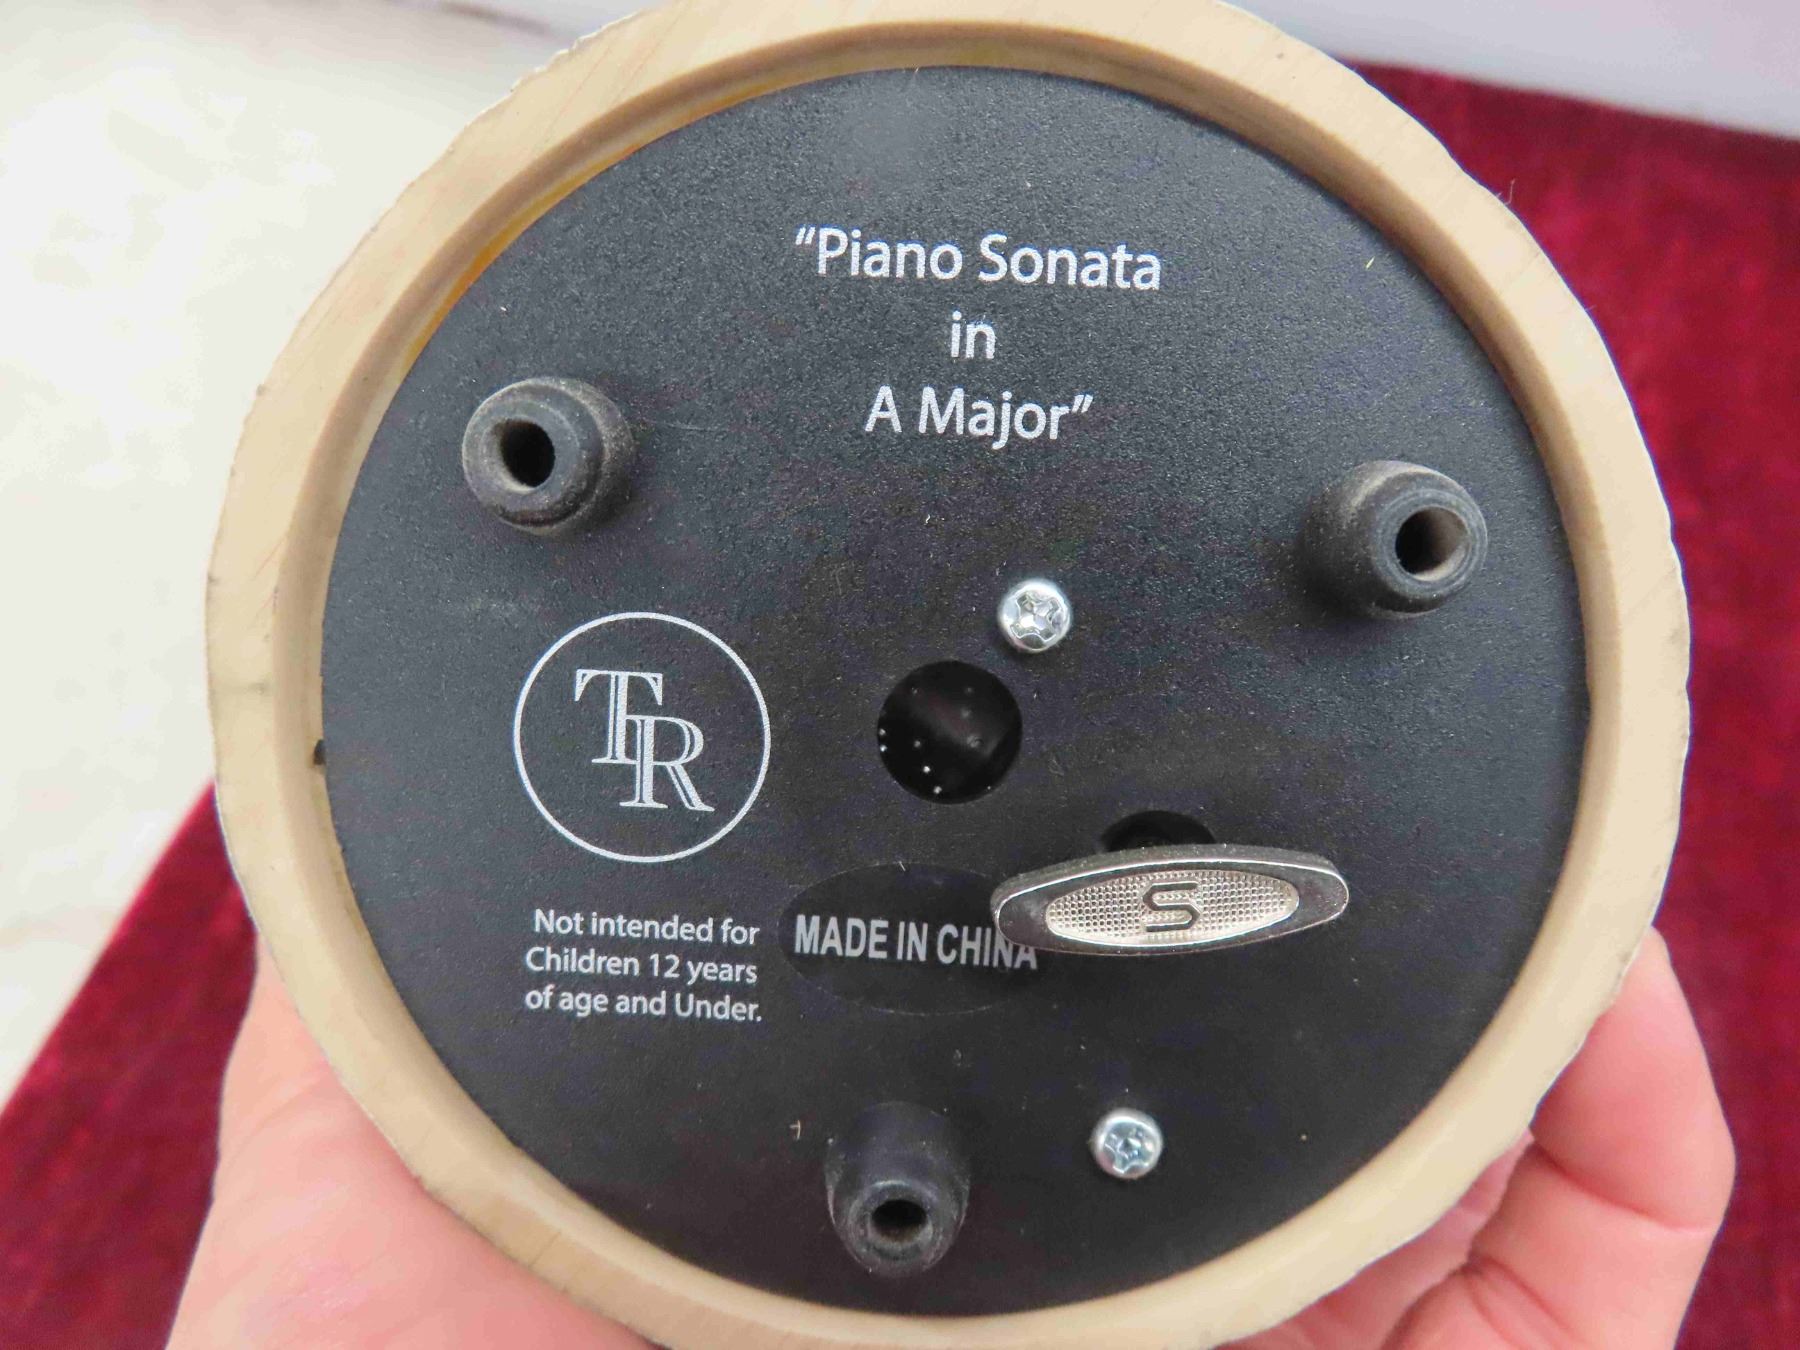 “Piano Sonata
in
A Major”
TR
Not intended for
Children 12 years
of age and Under.
MADE IN CHINA
S